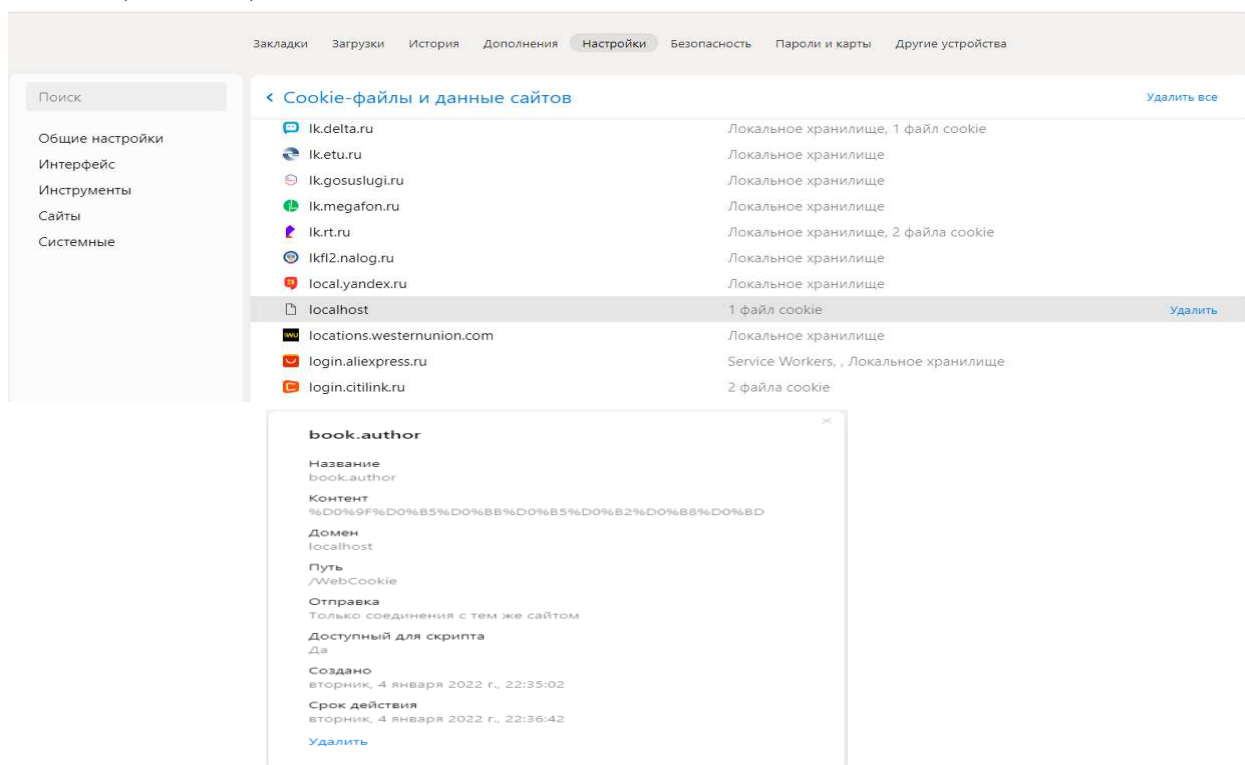 Закладки Загрузки История Дополнения Настройки Безопасность Пароли и карты Другие устройства
Поиск
Общие настройки
Интерфейс
Инструменты
Сайты
Системные
Cookie-файлы и данные сайтов Удалить все
lk.delta.ru Локальное хранилище, 1 файл cookie
lk.etu.ru Локальное хранилище
lk.gosuslugi.ru Локальное хранилище
lk.megafon.ru Локальное хранилище
lk.rt.ru Локальное хранилище, 2 файла cookie
lkfl2.nalog.ru Локальное хранилище
local.yandex.ru Локальное хранилище
localhost 1 файл cookie Удалить
locations.westernunion.com Локальное хранилище
login.aliexpress.ru Service Workers, , Локальное хранилище
login.citilink.ru 2 файла cookie
book.author
Название
book.author
Контент
%D0%9F%D0%B5%D0%BB%D0%B5%D0%B2%D0%B8%D0%BD
Домен
localhost
Путь
/WebCookie
Отправка
Только соединения с тем же сайтом
Доступный для скрипта
Да
Создано
вторник, 4 января 2022 г., 22:35:02
Срок действия
вторник, 4 января 2022 г., 22:36:42
Удалить